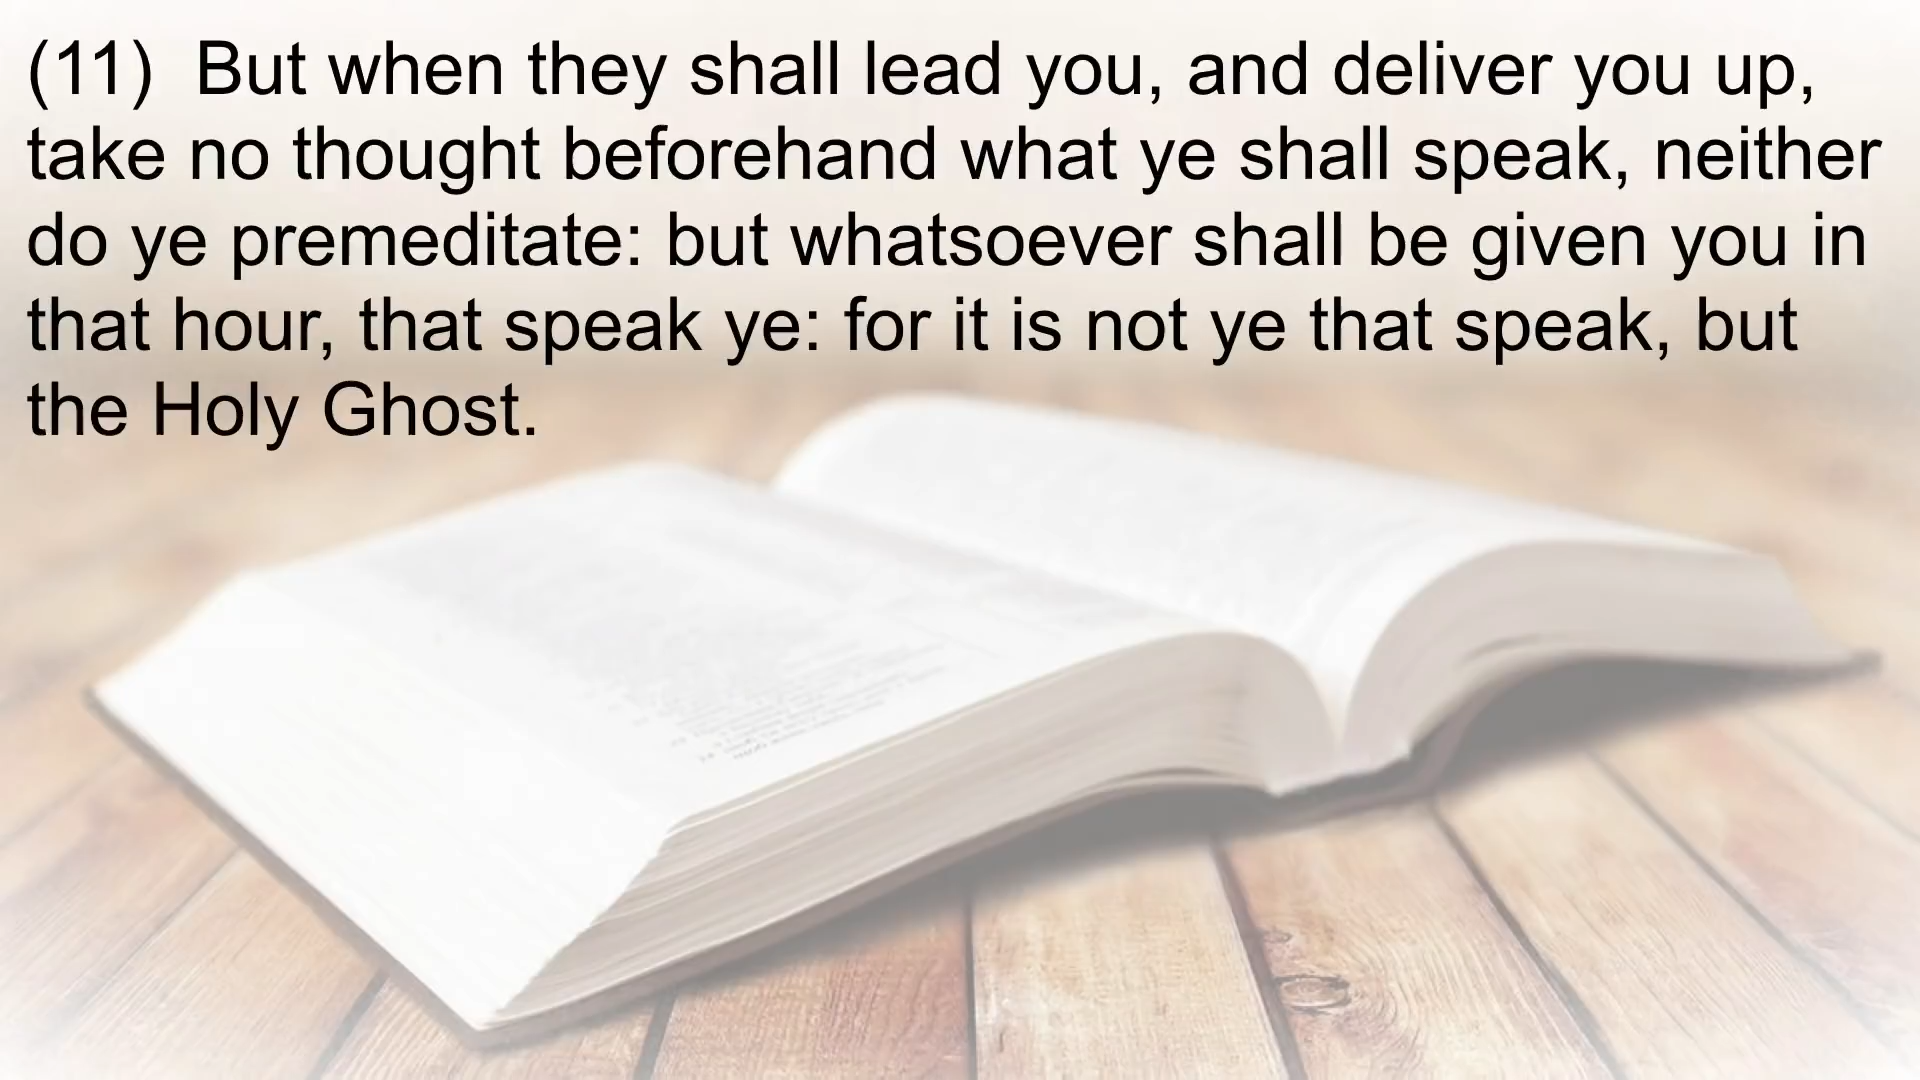 (11)  But when they shall lead you, and deliver you up,
take no thought beforehand what ye shall speak, neither
do ye premeditate: but whatsoever shall be given you in
that hour, that speak ye: for it is not ye that speak, but
the Holy Ghost.